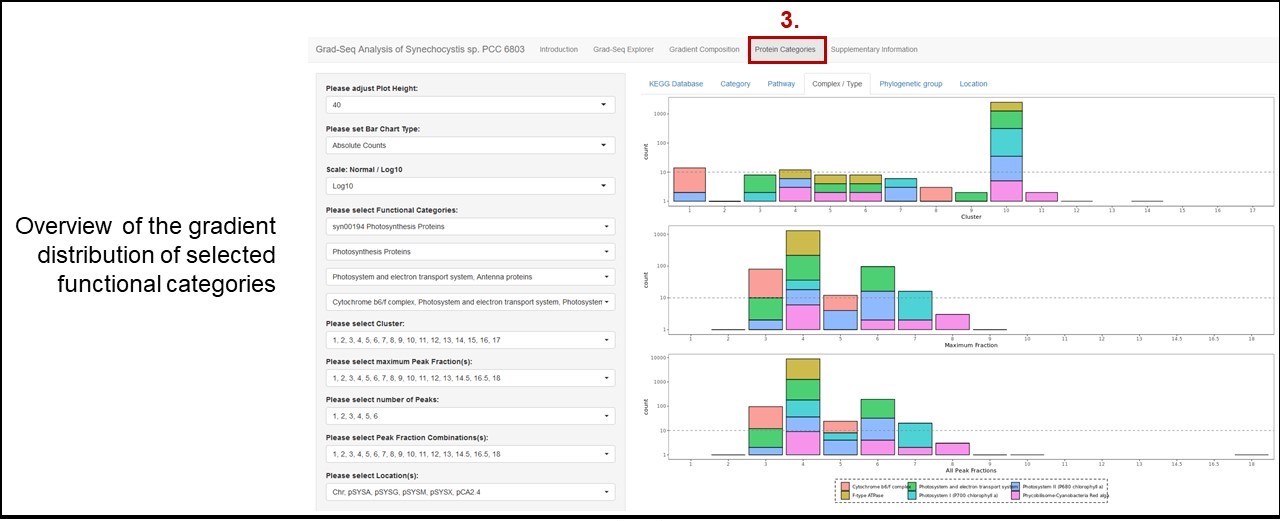 3.
Grad-Seq Analysis of Synechocystis sp. PCC 6803 Introduction Grad-Seq Explorer Gradient Composition Protein Categories Supplementary Information
Overview of the gradient
distribution of selected
functional categories
Please adjust Plot Height:
40
Please set Bar Chart Type:
Absolute Counts
Scale: Normal / Log10
Log10
Please select Functional Categories:
syn00194 Photosynthesis Proteins
Photosynthesis Proteins
Photosystem and electron transport system, Antenna proteins
Cytochrome b6/f complex, Photosystem and electron transport system, Photosysten
Please select Cluster:
1, 2, 3, 4, 5, 6, 7, 8, 9, 10, 11, 12, 13, 14, 15, 16, 17
Please select maximum Peak Fraction(s):
1, 2, 3, 4, 5, 6, 7, 8, 9, 10, 11, 12, 13, 14.5, 16.5, 18
Please select number of Peaks:
1, 2, 3, 4, 5, 6
Please select Peak Fraction Combinations(s):
1, 2, 3, 4, 5, 6, 7, 8, 9, 10, 11, 12, 13, 14.5, 16.5, 18
Please select Location(s):
Chr, pSYSA, pSYSG, pSYSM, pSYSX, pCA2.4
KEGG Database Category Pathway Complex / Type Phylogenetic group Location
1000
100
10
1
count
1 2 3 4 5 6 7 8 9 10 11 12 13 14 15 16 17
Cluster
1000
100
10
1
count
1 2 3 4 5 6 7 8 9 10 11 12 13 14.5 16.5 18
Maximum Fraction
10000
1000
100
10
1
count
1 2 3 4 5 6 7 8 9 10 11 12 13 14.5 16.5 18
All Peak Fractions
Cytochrome b6/f complex Photosystem and electron transport system Photosystem II (P680 chlorophyll a)
F-type ATPase Photosystem I (P700 chlorophyll a) Phycobilisome-Cyanobacteria Red alga